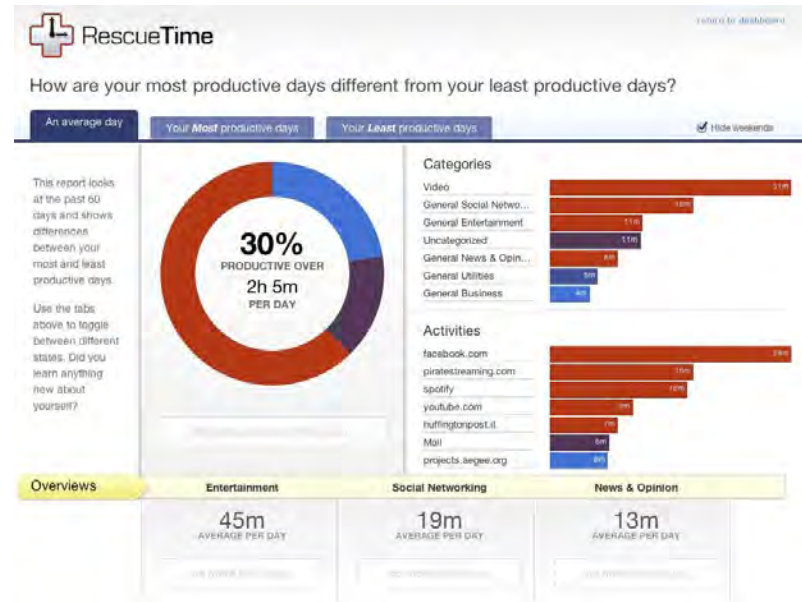 return to dashboard
RescueTime
How are your most productive days different from your least productive days?
An average day
Your Most productive days
Your Least productive days
Hide weekends
This report looks
at the past 60
days and shows
differences
between your
most and least
productive days.
Use the tabs
above to toggle
between different
states. Did you
learn anything
new about
yourself?
30%
PRODUCTIVE OVER
2h 5m
PER DAY
Categories
Video
General Social Netwo...
General Entertainment
11m
Uncategorized
11m
General News & Opin...
General Utilities
General Business
Activities
facebook.com
piratestreaming.com
spotify
youtube.com
huffingtonpost.it
Mail
projects.aegee.org
Overviews
Entertainment
Social Networking
News & Opinion
45m
AVERAGE PER DAY
19m
AVERAGE PER DAY
13m
AVERAGE PER DAY